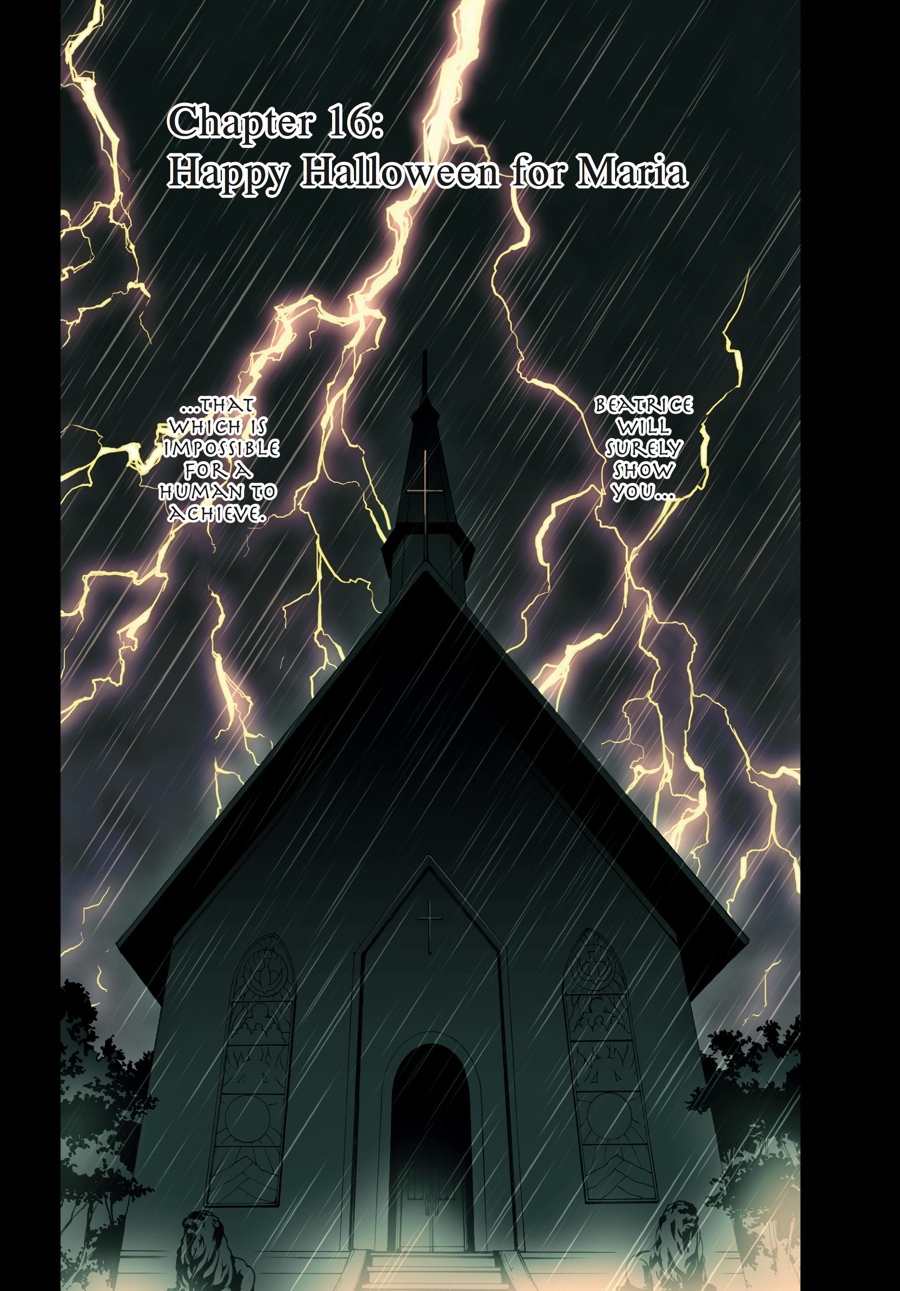 Chapter 16:
Happy Halloween for Maria
BEATRICE
WILL
SURELY
SHOW
YOU...
...THAT
WHICH IS
IMPOSSIBLE
FOR A
HUMAN TO
ACHIEVE.